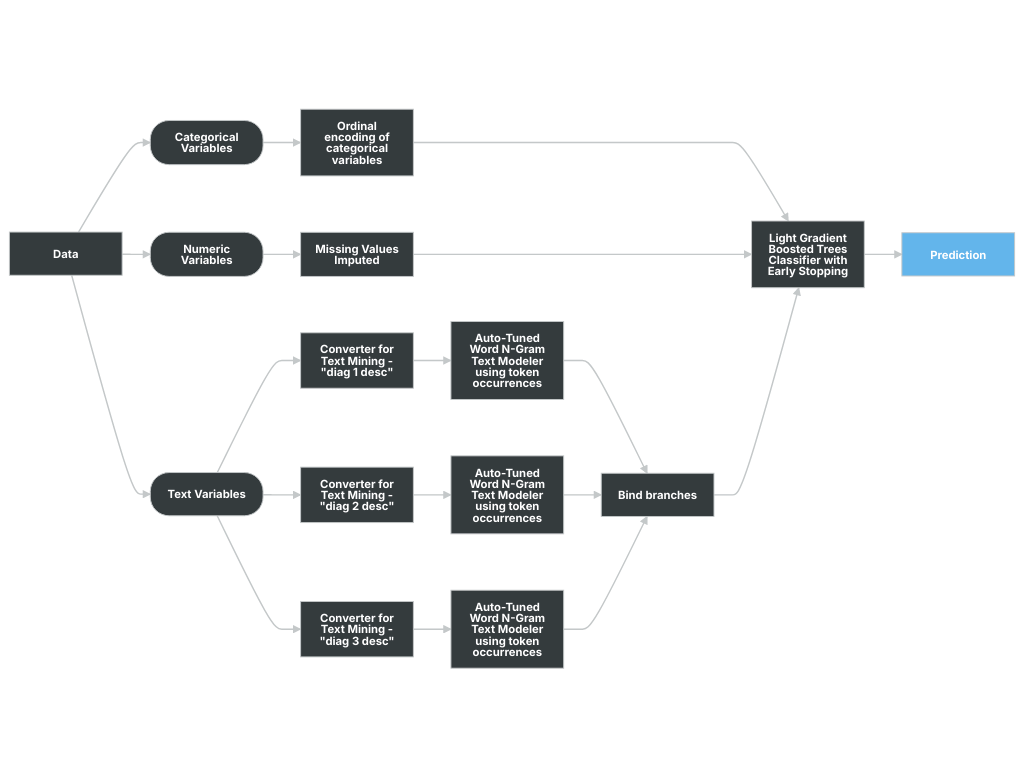 Categorical
Variables
Ordinal
encoding of
categorical
variables
Data
Numeric
Variables
Missing Values
Imputed
Light Gradient
Boosted Trees
Classifier with
Early Stopping
Prediction
Converter for
Text Mining -
"diag 1 desc"
Auto-Tuned
Word N-Gram
Text Modeler
using token
occurrences
Text Variables
Converter for
Text Mining -
"diag 2 desc"
Auto-Tuned
Word N-Gram
Text Modeler
using token
occurrences
Bind branches
Converter for
Text Mining -
"diag 3 desc"
Auto-Tuned
Word N-Gram
Text Modeler
using token
occurrences